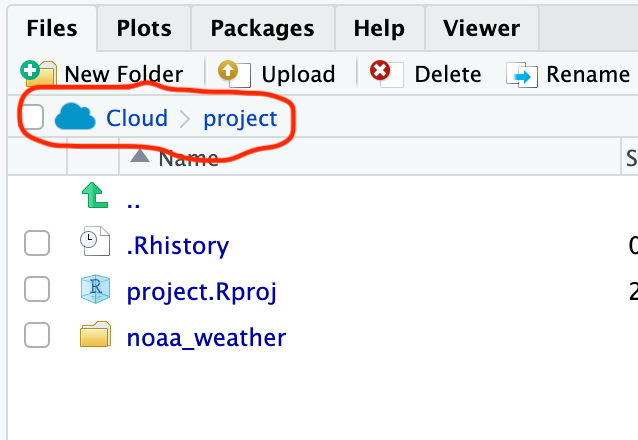 Files Plots Packages Help Viewer
New Folder Upload Delete Rename
Cloud project
Name S
..
.Rhistory 0
project.Rproj 2
noaa_weather